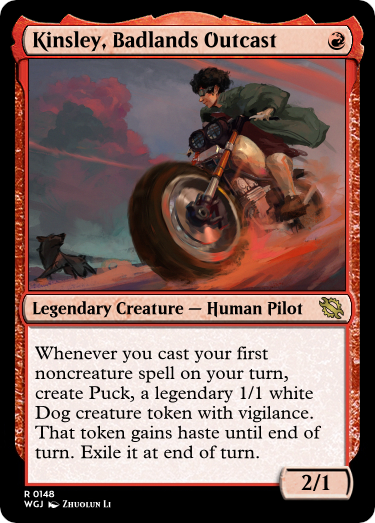 Kinsley, Badlands Outcast
Legendary Creature — Human Pilot
Whenever you cast your first
noncreature spell on your turn,
create Puck, a legendary 1/1 white
Dog creature token with vigilance.
That token gains haste until end of
turn. Exile it at end of turn.
2/1
R 0148
WGJ Zhuolun Li